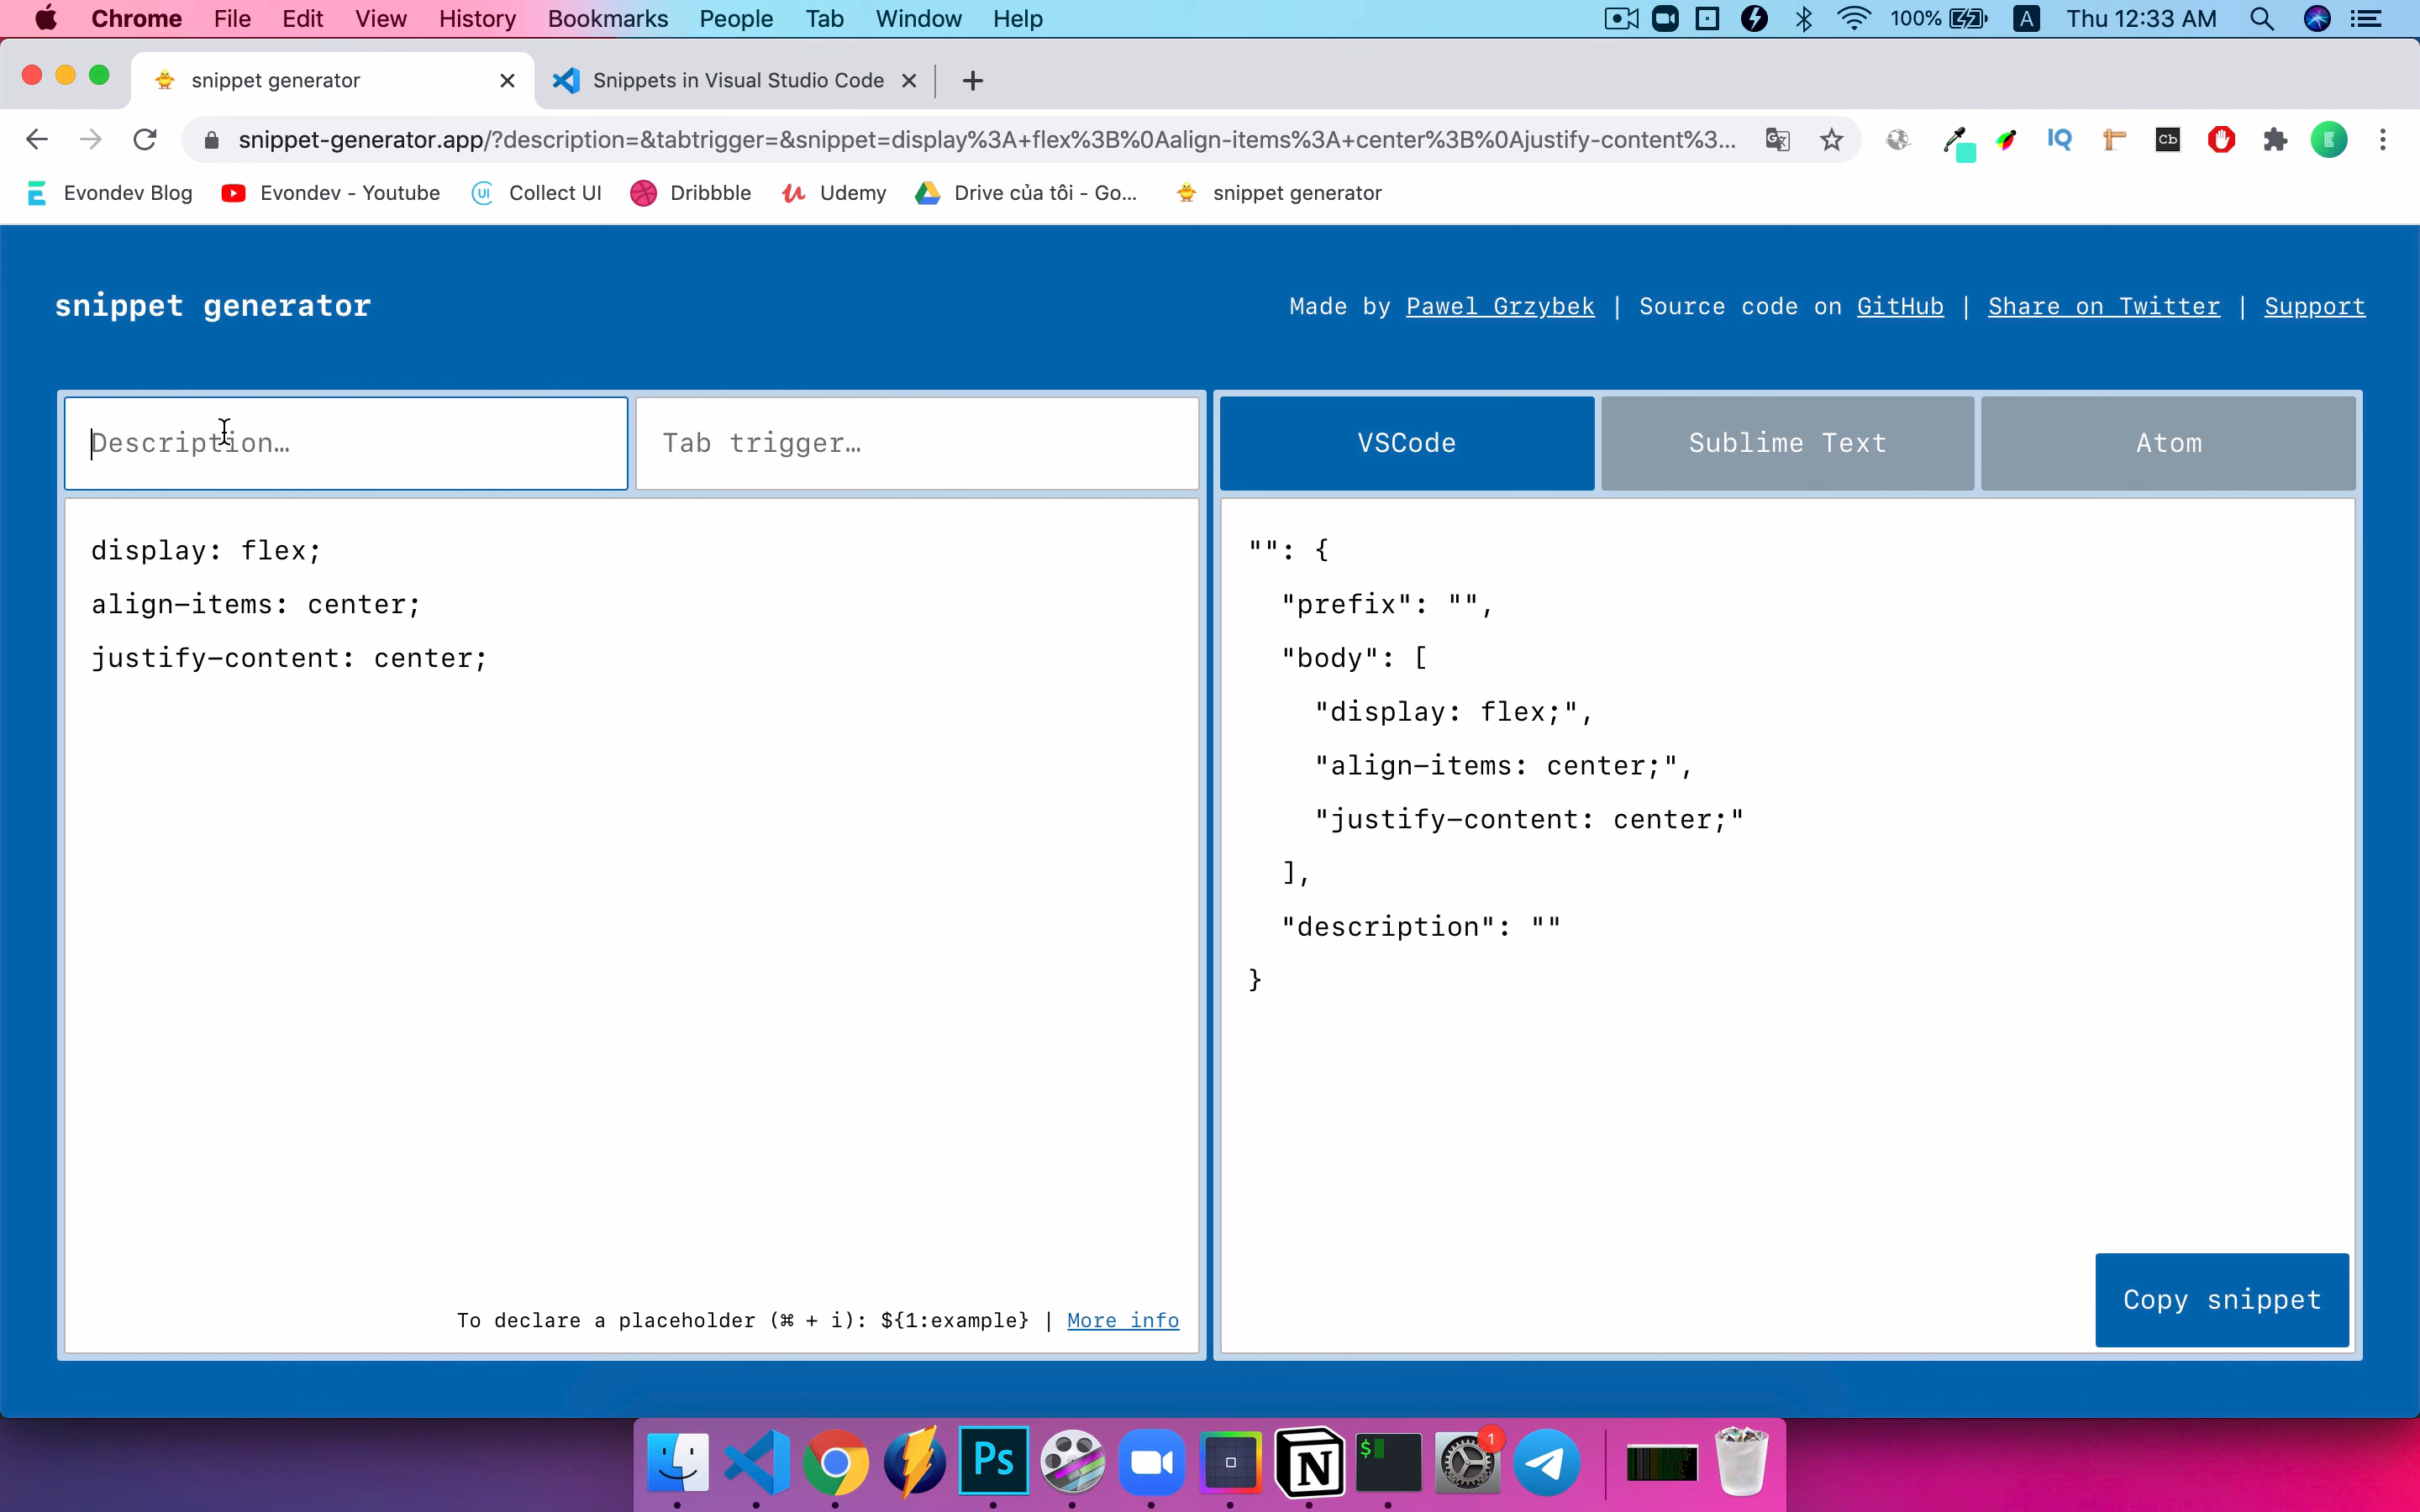 Chrome File Edit View History Bookmarks People Tab Window Help 100% A Thu 12:33 AM
snippet generator Snippets in Visual Studio Code
snippet-generator.app/?description=&tabtrigger=&snippet=display%3A+flex%3B%0Aalign-items%3A+center%3B%0Ajustify-content%3... IQ Cb E
Evondev Blog Evondev - Youtube UI Collect UI Dribbble Udemy Drive của tôi - Go... snippet generator
snippet generator
Made by Pawel Grzybek | Source code on GitHub | Share on Twitter | Support
Description… Tab trigger…
VSCode Sublime Text Atom
display: flex;
align-items: center;
justify-content: center;
To declare a placeholder (⌘ + i): ${1:example} | More info
"": {
"prefix": "",
"body": [
"display: flex;",
"align-items: center;",
"justify-content: center;"
],
"description": ""
}
Copy snippet
Ps N $ 1